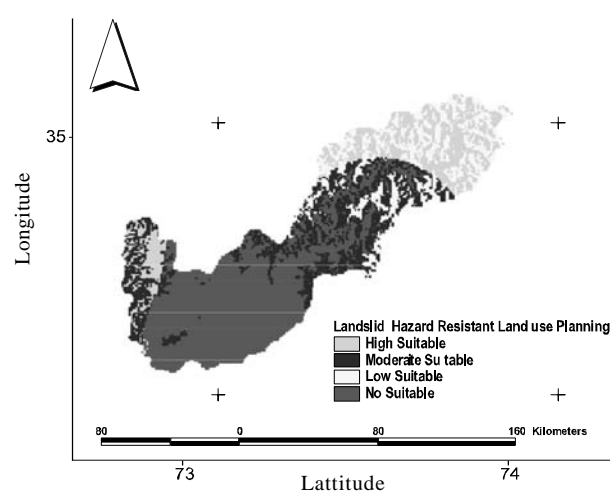 35
Longitude
Landslid Hazard Resistant Land use Planning
High Suitable
Moderate Su table
Low Suitable
No Suitable
80 0 80 160 Kilometers
73 74
Lattitude